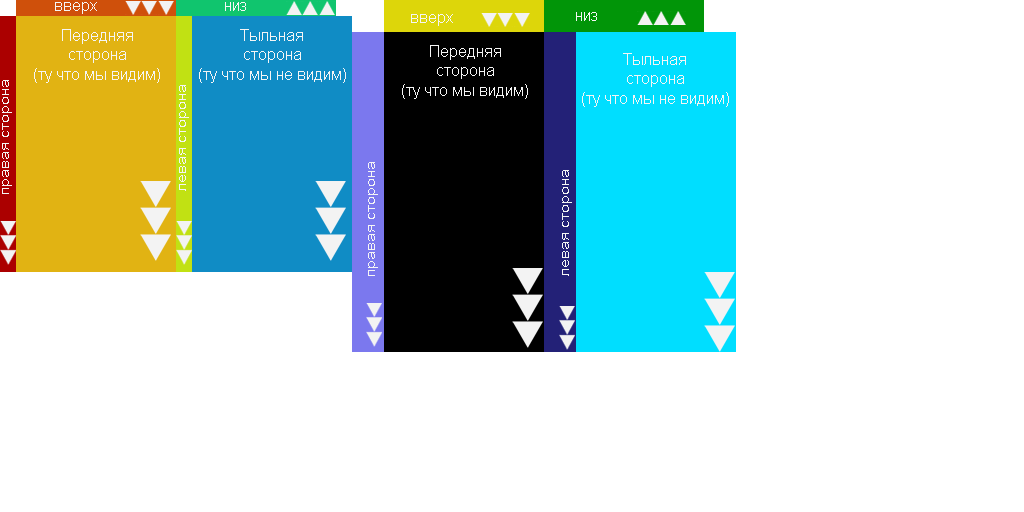 вверх
низ
правая сторона
Передняя
сторона
(ту что мы видим)
левая сторона
Тыльная
сторона
(ту что мы не видим)
вверх
низ
правая сторона
Передняя
сторона
(ту что мы видим)
левая сторона
Тыльная
сторона
(ту что мы не видим)